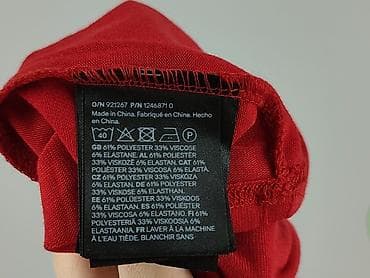 O/N 921267 P/N 1246871 0
Made in China. Fabriqué en Chine. Hecho
en China.
40
P
GB 61% POLYESTER 33% VISCOSE
6% ELASTANE. AL 61% POLIESTËR
33% VISCOSE 6% ELASTAN. CAT 61%
POLIÈSTER 33% VISCOSA 6% ELASTÀ.
CZ 61% POLYESTER 33% VISKÓZA
6% ELASTAN. DE 61% POLYESTER
33% VISKOSE 6% ELASTHAN.
EE 61% POLÜESTER 33% VISKOOS
6% ELASTAAN. ES 61% POLIÉSTER
33% VISCOSA 6% ELASTANO. FI 61%
POLYESTERIÄ 33% VISKOOSIA 6%
ELASTAANIA. FR LAVER À LA MACHINE
À L'EAU TIÈDE. BLANCHIR SANS